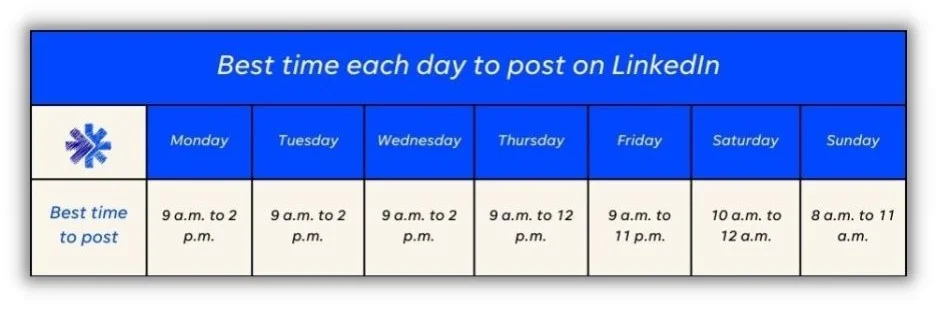 Best time each day to post on LinkedIn
Monday Tuesday Wednesday Thursday Friday Saturday Sunday
Best time 9 a.m. to 2 9 a.m. to 2 9 a.m. to 2 9 a.m. to 12 9 a.m. to 10 a.m. to 8 a.m. to 11
to post p.m. p.m. p.m. p.m. 11 p.m. 12 a.m. a.m.